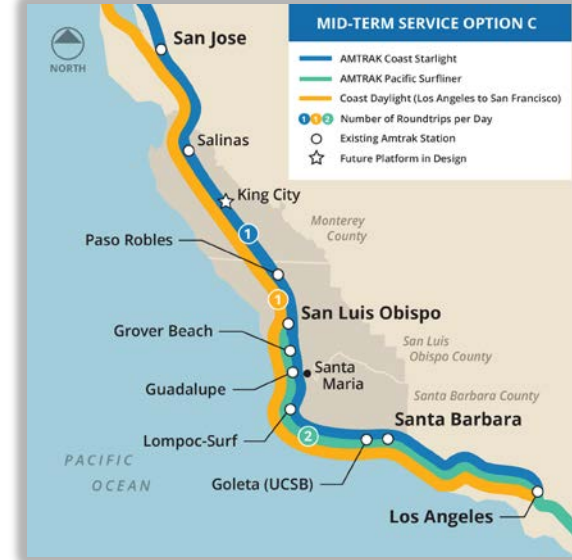 MID-TERM SERVICE OPTION C
AMTRAK Coast Starlight
AMTRAK Pacific Surfliner
Coast Daylight (Los Angeles to San Francisco)
1 1 2 Number of Roundtrips per Day
Existing Amtrak Station
Future Platform in Design
NORTH
San Jose
Salinas
King City
Monterey
County
1
Paso Robles
1
San Luis Obispo
Grover Beach
San Luis
Obispo County
Santa
Maria
Guadalupe
Santa Barbara County
Santa Barbara
Lompoc-Surf
2
PACIFIC
OCEAN
Goleta (UCSB)
Los Angeles